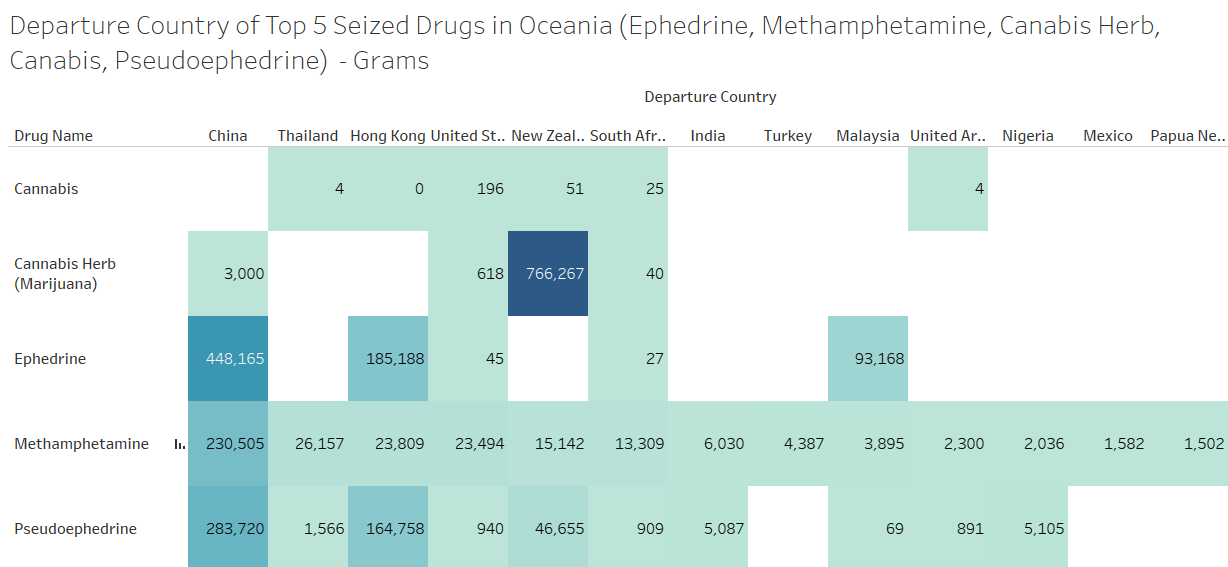 Departure Country of Top 5 Seized Drugs in Oceania (Ephedrine, Methamphetamine, Canabis Herb,
Canabis, Pseudoephedrine)  - Grams
Departure Country
Drug Name China Thailand Hong Kong United St.. New Zeal.. South Afr.. India Turkey Malaysia United Ar.. Nigeria Mexico Papua Ne..
Cannabis 4 0 196 51 25 4
Cannabis Herb
(Marijuana) 3,000 618 766,267 40
Ephedrine 448,165 185,188 45 27 93,168
Methamphetamine 230,505 26,157 23,809 23,494 15,142 13,309 6,030 4,387 3,895 2,300 2,036 1,582 1,502
Pseudoephedrine 283,720 1,566 164,758 940 46,655 909 5,087 69 891 5,105